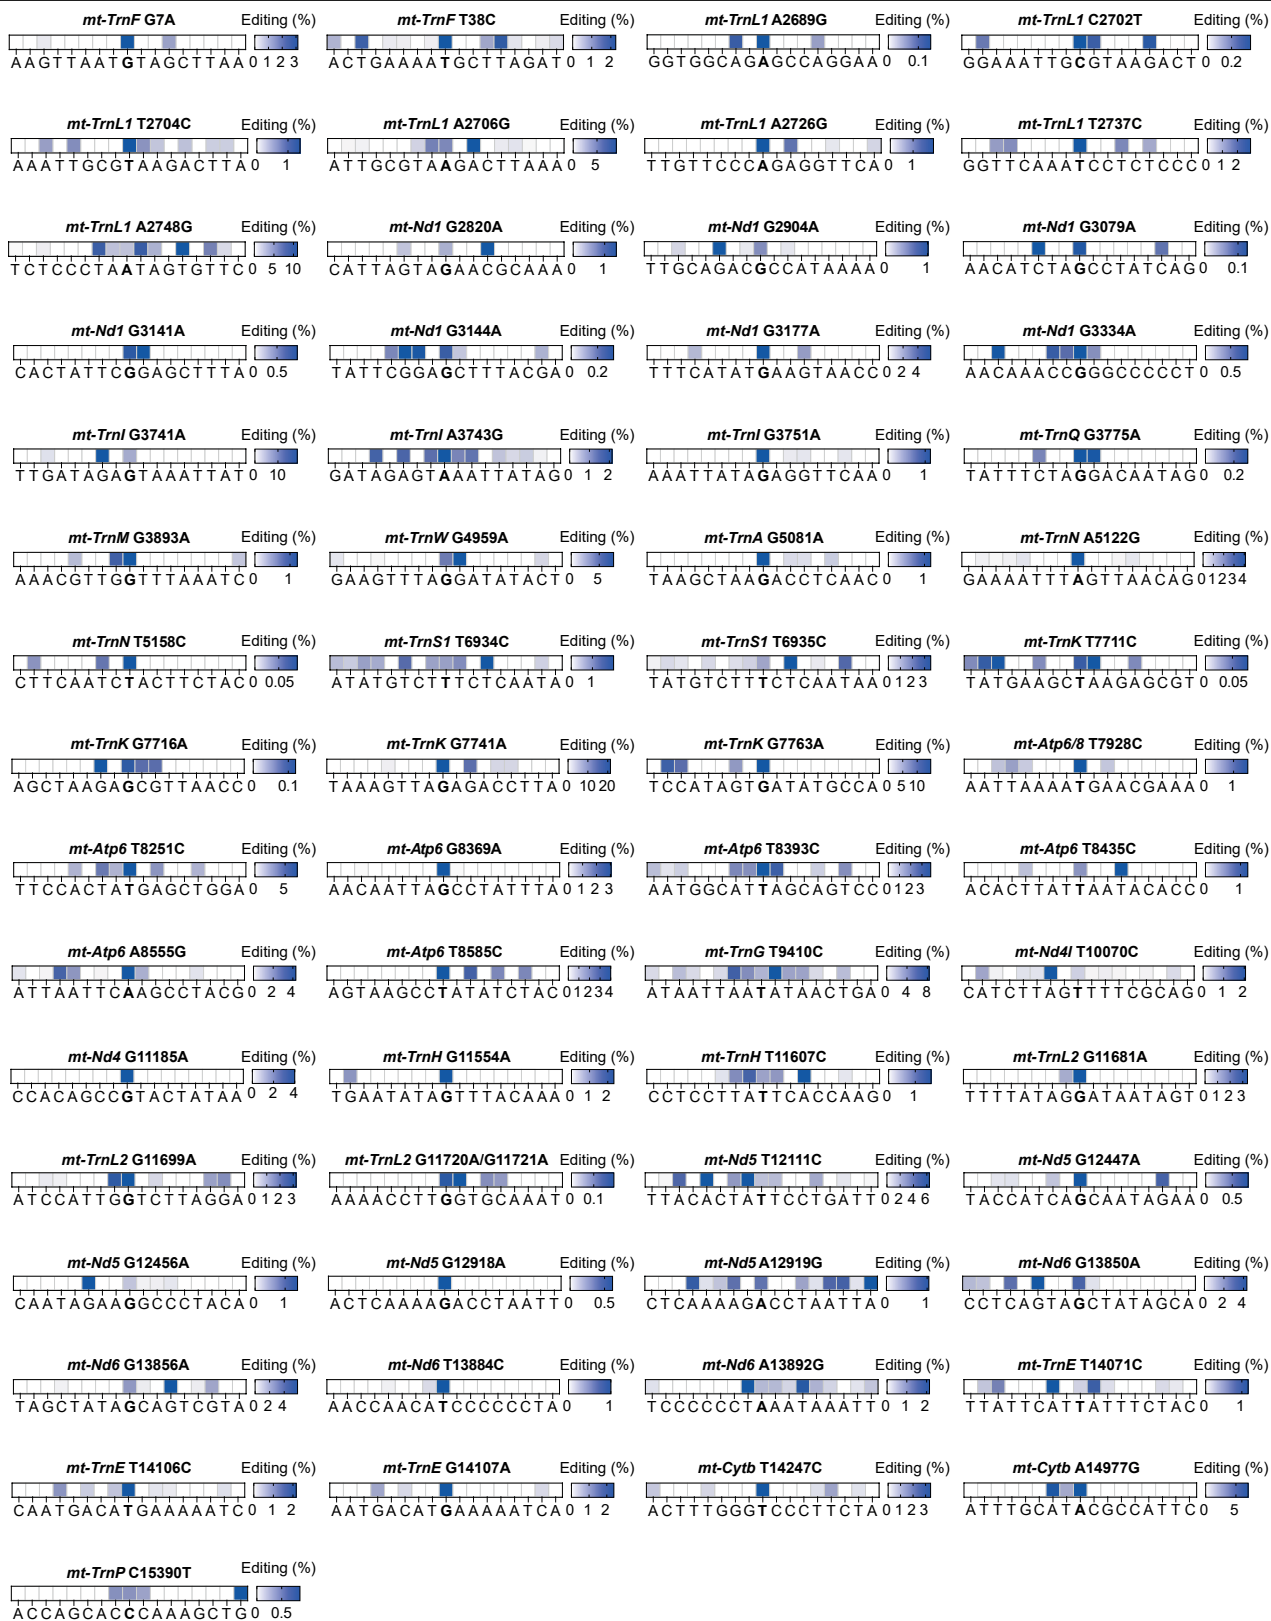 mt-TrnF G7A Editing (%) mt-TrnF T38C Editing (%) mt-TrnL1 A2689G Editing (%) mt-TrnL1 C2702T Editing (%)
AAGTTAATGTAGCTTAA 0 1 2 3 ACTGAAAATGCTTAGAT 0 1 2 GGTGGCAGAGCCAGGAA 0 0.1 GGAAATTGCGTAAGACT 0 0.2
mt-TrnL1 T2704C Editing (%) mt-TrnL1 A2706G Editing (%) mt-TrnL1 A2726G Editing (%) mt-TrnL1 T2737C Editing (%)
AAATTGCGTAAGACTTA 0 1 ATTGCGTAAGACTTAAA 0 5 TTGTTCCCAGAGGTTCA 0 1 GGTTCAAATCCTCTCCC 0 1 2
mt-TrnL1 A2748G Editing (%) mt-Nd1 G2820A Editing (%) mt-Nd1 G2904A Editing (%) mt-Nd1 G3079A Editing (%)
TCTCCCTAATAGTGTTC 0 5 10 CATTAGTAGAACGCAAA 0 1 TTGCAGACGCCATAAAA 0 1 AACATCTAGCCTATCAG 0 0.1
mt-Nd1 G3141A Editing (%) mt-Nd1 G3144A Editing (%) mt-Nd1 G3177A Editing (%) mt-Nd1 G3334A Editing (%)
CACTATTCGGAGCTTTA 0 0.5 TATTCGGAGCTTTACGA 0 0.2 TTTCATATGAAGTAACC 0 2 4 AACAAACCGGGCCCCCT 0 0.5
mt-TrnI G3741A Editing (%) mt-TrnI A3743G Editing (%) mt-TrnI G3751A Editing (%) mt-TrnQ G3775A Editing (%)
TTGATAGAGTAAATTAT 0 10 GATAGAGTAAATTATAG 0 1 2 AAATTATAGAGGTTCAA 0 1 TATTTCTAGGACAATAG 0 0.2
mt-TrnM G3893A Editing (%) mt-TrnW G4959A Editing (%) mt-TrnA G5081A Editing (%) mt-TrnN A5122G Editing (%)
AAACGTTGGTTTAAATC 0 1 GAAGTTTAGGATATACT 0 5 TAAGCTAAGACCTCAAC 0 1 GAAAATTTAGTTAACAG 0 1 2 3 4
mt-TrnN T5158C Editing (%) mt-TrnS1 T6934C Editing (%) mt-TrnS1 T6935C Editing (%) mt-TrnK T7711C Editing (%)
CTTCAATCTACTTCTAC 0 0.05 ATATGTCTTTCTCAATA 0 1 TATGTCTTTCTCAATAA 0 1 2 3 TATGAAGCTAAGAGCGT 0 0.05
mt-TrnK G7716A Editing (%) mt-TrnK G7741A Editing (%) mt-TrnK G7763A Editing (%) mt-Atp6/8 T7928C Editing (%)
AGCTAAGAGCGTTAACC 0 0.1 TAAAGTTAGAGACCTTA 0 10 20 TCCATAGTGATATGCCA 0 5 10 AATTAAAATGAACGAAA 0 1
mt-Atp6 T8251C Editing (%) mt-Atp6 G8369A Editing (%) mt-Atp6 T8393C Editing (%) mt-Atp6 T8435C Editing (%)
TTCCACTATGAGCTGGA 0 5 AACAATTAGCCTATTTA 0 1 2 3 AATGGCATTAGCAGTCC 0 1 2 3 ACACTTATTAATACACC 0 1
mt-Atp6 A8555G Editing (%) mt-Atp6 T8585C Editing (%) mt-TrnG T9410C Editing (%) mt-Nd4l T10070C Editing (%)
ATTAATTCAAGCCTACG 0 2 4 AGTAAGCCTATATCTAC 0 1 2 3 4 ATAATTAATATAACTGA 0 4 8 CATCTTAGTTTTCGCAG 0 1 2
mt-Nd4 G11185A Editing (%) mt-TrnH G11554A Editing (%) mt-TrnH T11607C Editing (%) mt-TrnL2 G11681A Editing (%)
CCACAGCCGTACTATAA 0 2 4 TGAATATAGTTTACAAA 0 1 2 CCTCCTTATTCACCAAG 0 1 TTTTATAGGATAATAGT 0 1 2 3
mt-TrnL2 G11699A Editing (%) mt-TrnL2 G11720A/G11721A Editing (%) mt-Nd5 T12111C Editing (%) mt-Nd5 G12447A Editing (%)
ATCCATTGGTCTTAGGA 0 1 2 3 AAAACCTTGGTGCAAAT 0 0.1 TTACACTATTCCTGATT 0 2 4 6 TACCATCAGCAATAGAA 0 0.5
mt-Nd5 G12456A Editing (%) mt-Nd5 G12918A Editing (%) mt-Nd5 A12919G Editing (%) mt-Nd6 G13850A Editing (%)
CAATAGAAGGCCCTACA 0 1 ACTCAAAAGACCTAATT 0 0.5 CTCAAAAGACCTAATTA 0 1 CCTCAGTAGCTATAGCA 0 2 4
mt-Nd6 G13856A Editing (%) mt-Nd6 T13884C Editing (%) mt-Nd6 A13892G Editing (%) mt-TrnE T14071C Editing (%)
TAGCTATAGCAGTCGTA 0 2 4 AACCAACATCCCCCCTA 0 1 TCCCCCCTAAATAAATT 0 1 2 TTATTCATTATTTCTAC 0 1
mt-TrnE T14106C Editing (%) mt-TrnE G14107A Editing (%) mt-Cytb T14247C Editing (%) mt-Cytb A14977G Editing (%)
CAATGACATGAAAAATC 0 1 2 AATGACATGAAAAATCA 0 1 2 ACTTTGGGTCCCTTCTA 0 1 2 3 ATTTGCATACGCCATTC 0 5
mt-TrnP C15390T Editing (%)
ACCAGCACCCAAAGCTG 0 0.5